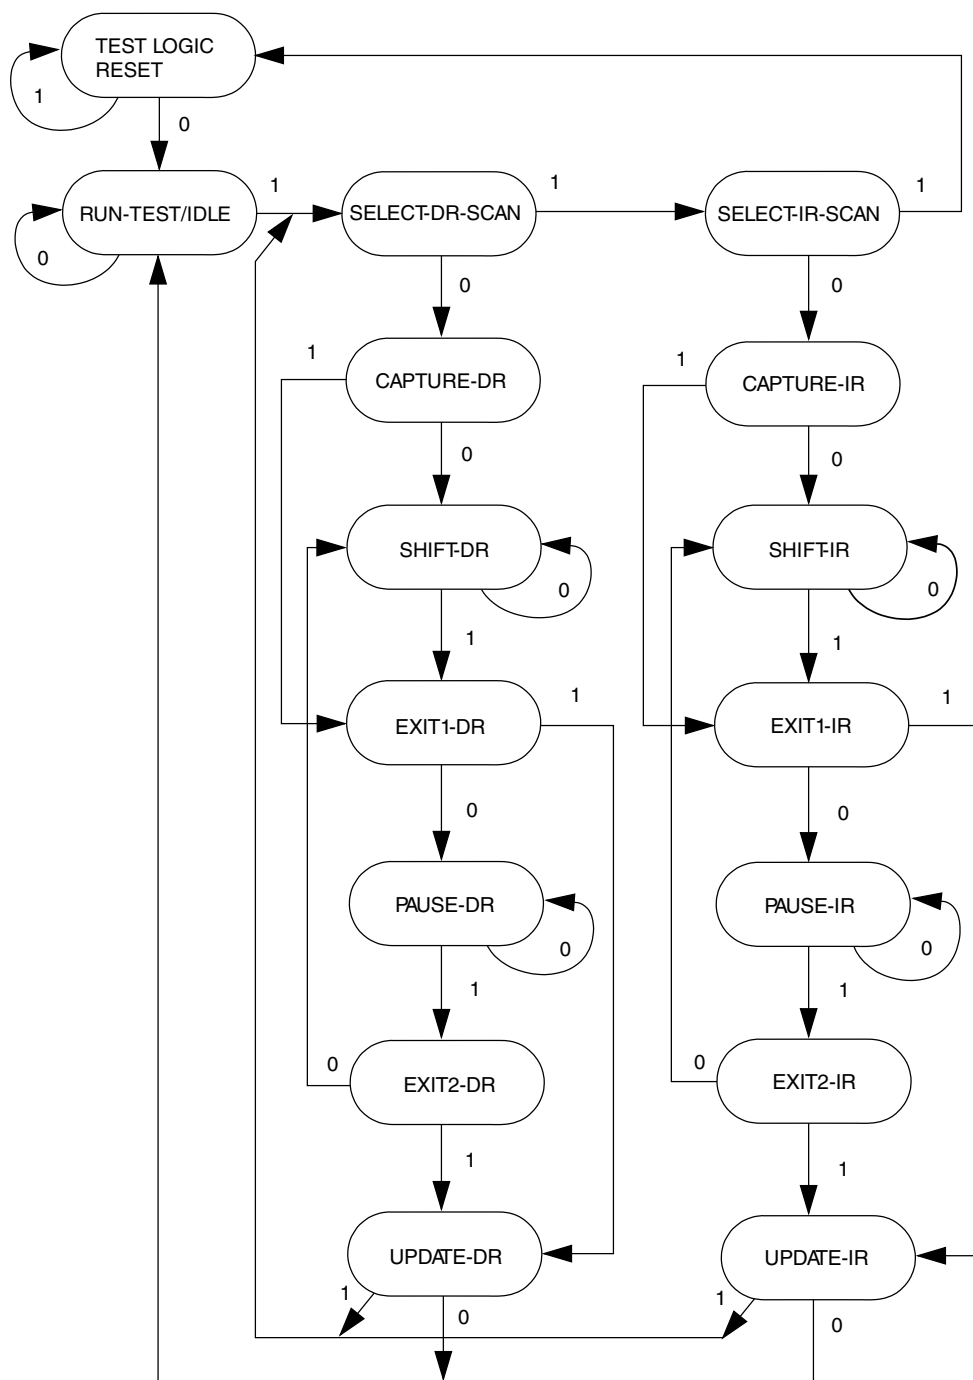 TEST LOGIC
RESET
1
0
RUN-TEST/IDLE
0
1
SELECT-DR-SCAN
1
SELECT-IR-SCAN
1
0
0
1
CAPTURE-DR
1
CAPTURE-IR
0
0
SHIFT-DR
0
SHIFT-IR
0
1
1
EXIT1-DR
1
EXIT1-IR
1
0
0
PAUSE-DR
0
PAUSE-IR
0
1
1
0
EXIT2-DR
0
EXIT2-IR
1
1
UPDATE-DR
UPDATE-IR
1
0
1
0